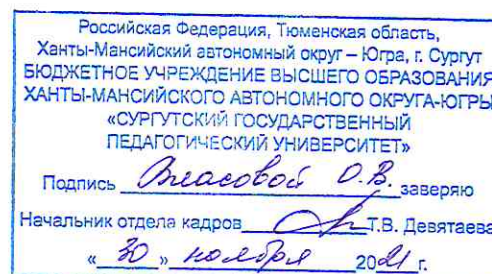 Российская Федерация, Тюменская область,
Ханты-Мансийский автономный округ – Югра, г. Сургут
БЮДЖЕТНОЕ УЧРЕЖДЕНИЕ ВЫСШЕГО ОБРАЗОВАНИЯ
ХАНТЫ-МАНСИЙСКОГО АВТОНОМНОГО ОКРУГА-ЮГРЫ
«СУРГУТСКИЙ ГОСУДАРСТВЕННЫЙ
ПЕДАГОГИЧЕСКИЙ УНИВЕРСИТЕТ»
Подпись Власовой О.В. заверяю
Начальник отдела кадров Т.В. Девятаева
«30» ноября 2021 г.